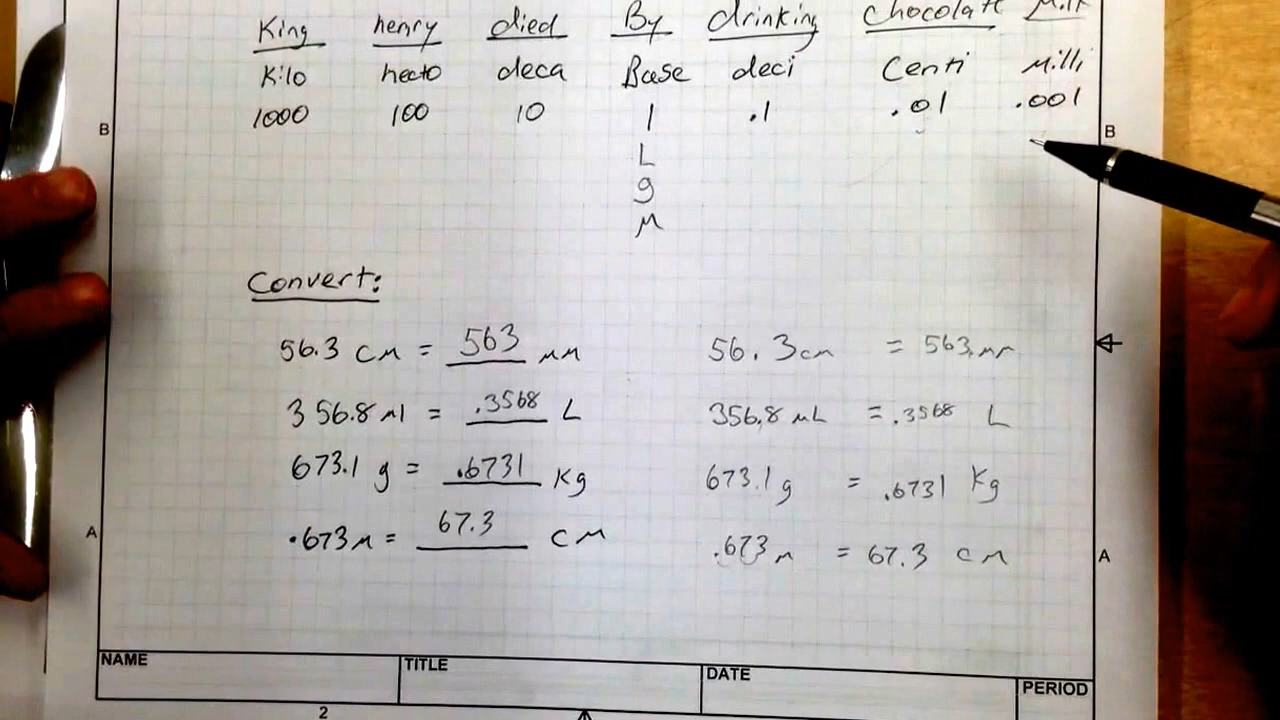 King henry died By drinking chocolate Milk
Kilo hecto deca Base deci Centi Milli
1000 100 10 1 .1 .01 .001
B B
L
g
M
Convert:
56.3 cm = 563 mm 56.3cm = 563.mm
356.8 ml = .3568 L 356.8 mL = .3568 L
673.1 g = .6731 Kg 673.1g = .6731 Kg
A .673m = 67.3 cm .673m = 67.3 cm A
NAME TITLE DATE PERIOD
2